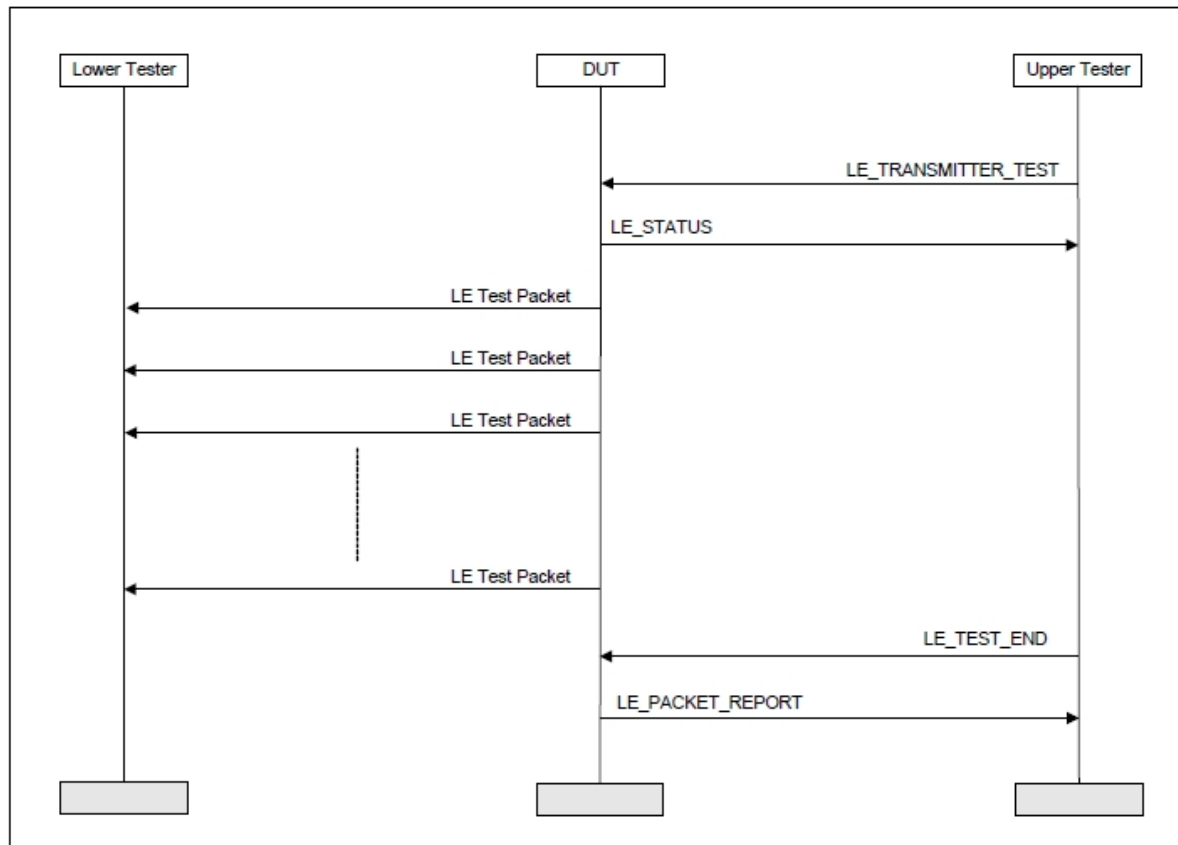 Lower Tester
DUT
Upper Tester
LE_TRANSMITTER_TEST
LE_STATUS
LE Test Packet
LE Test Packet
LE Test Packet
LE Test Packet
LE_TEST_END
LE_PACKET_REPORT